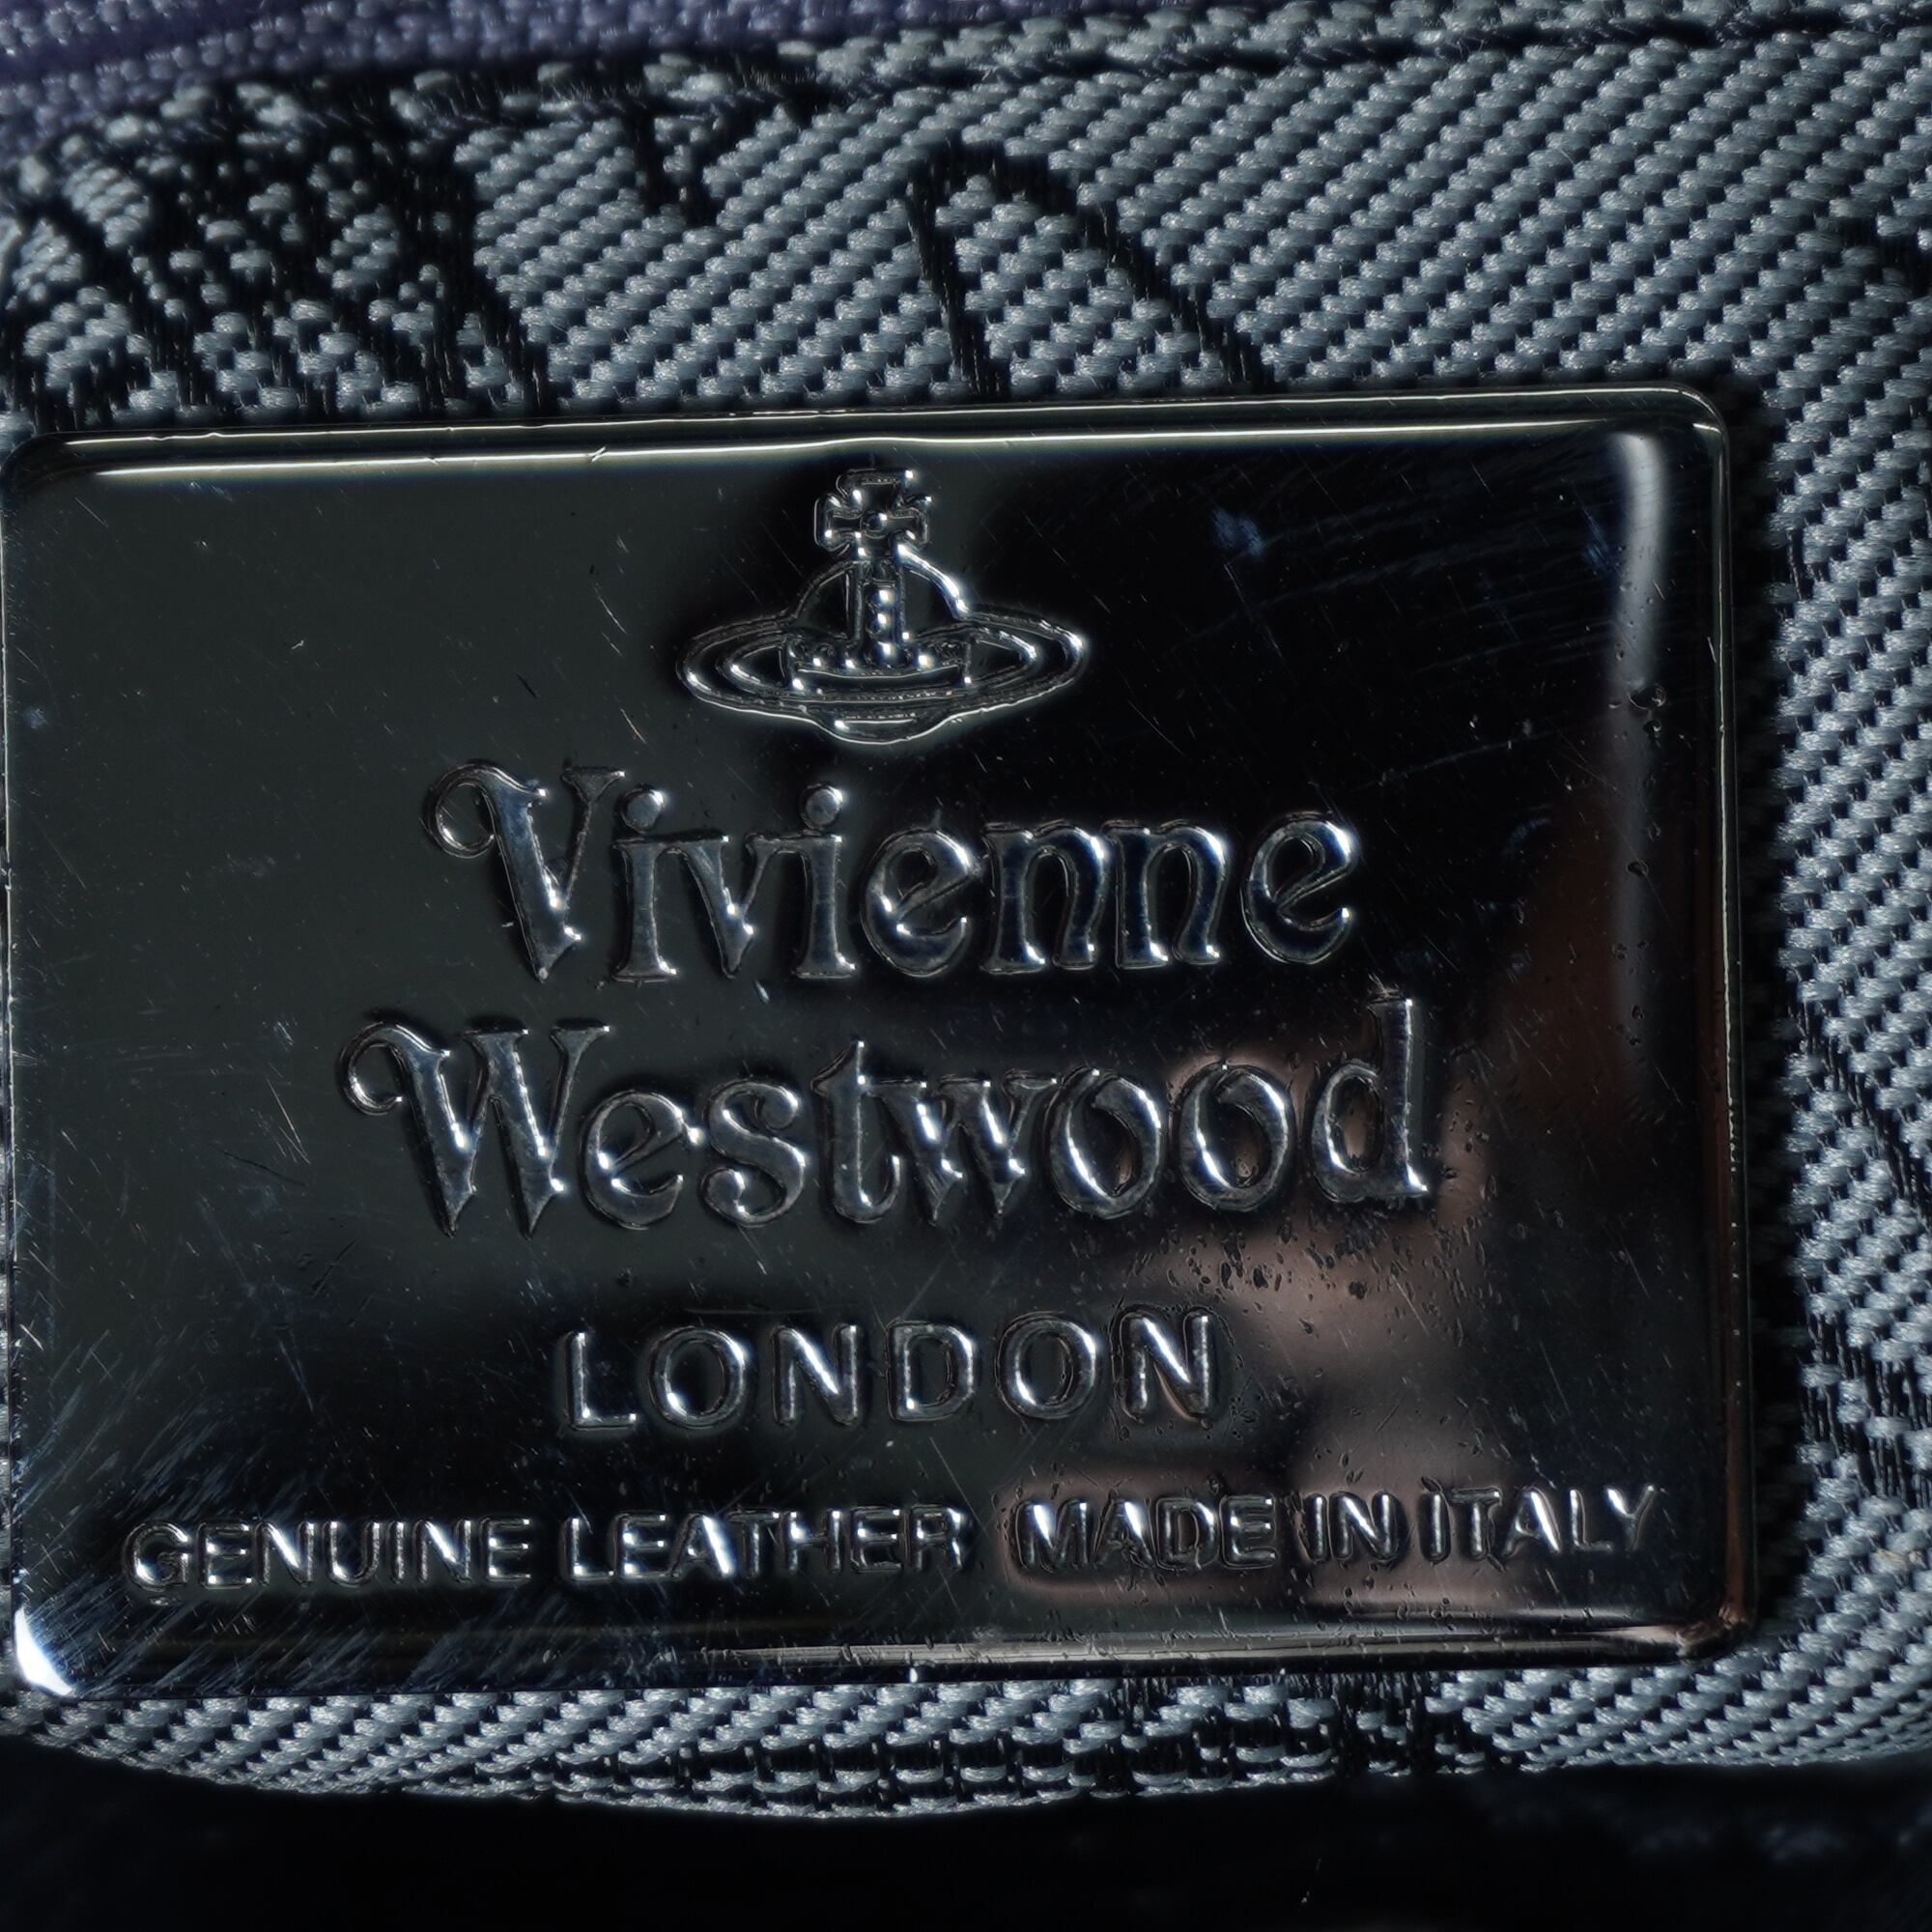 Vivienne
Westwood
LONDON
GENUINE LEATHER MADE IN ITALY